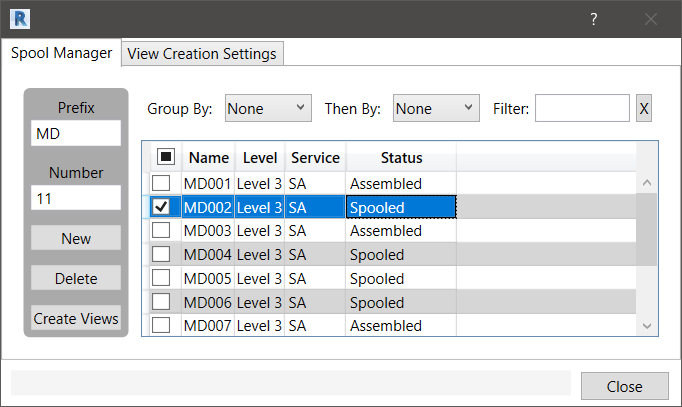 R ? ×
Spool Manager View Creation Settings
Prefix
MD
Number
11
New
Delete
Create Views
Group By: None Then By: None Filter: X
Name Level Service Status
MD001 Level 3 SA Assembled
MD002 Level 3 SA Spooled
MD003 Level 3 SA Assembled
MD004 Level 3 SA Spooled
MD005 Level 3 SA Spooled
MD006 Level 3 SA Spooled
MD007 Level 3 SA Assembled
Close